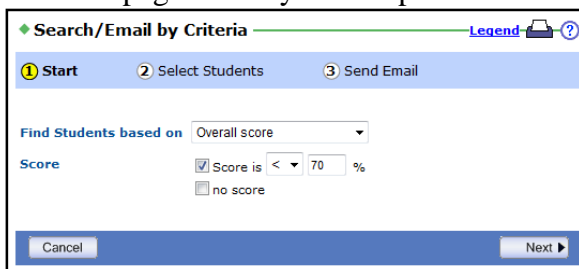 Search/Email by Criteria Legend ?
1 Start 2 Select Students 3 Send Email
Find Students based on Overall score
Score Score is < 70 %
no score
Cancel Next